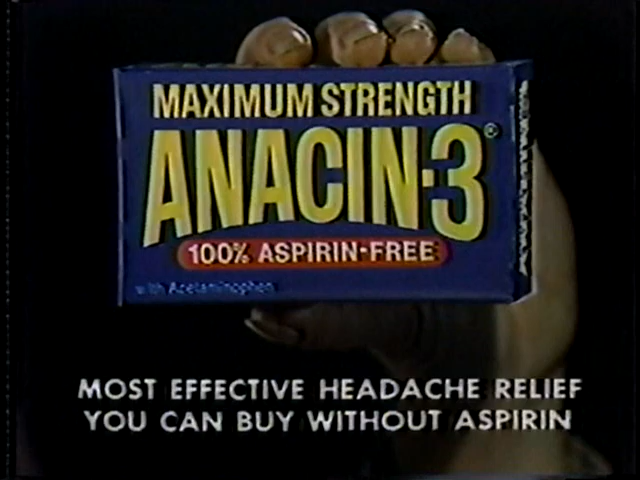 MAXIMUM STRENGTH
ANACIN-3®
100% ASPIRIN-FREE
with Acetaminophen
MOST EFFECTIVE HEADACHE RELIEF
YOU CAN BUY WITHOUT ASPIRIN